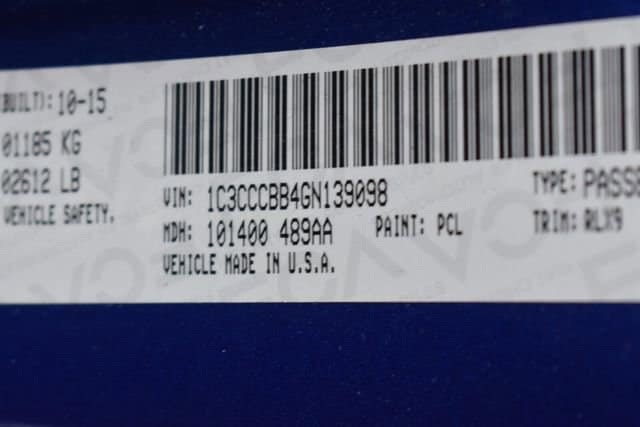 BUILT): 10-15
01185 KG
02612 LB
VEHICLE SAFETY.
VIN: 1C3CCCBB4GN139098 TYPE: PASSE
MDH: 101400 489AA PAINT: PCL TRIM: RLX9
VEHICLE MADE IN U.S.A.